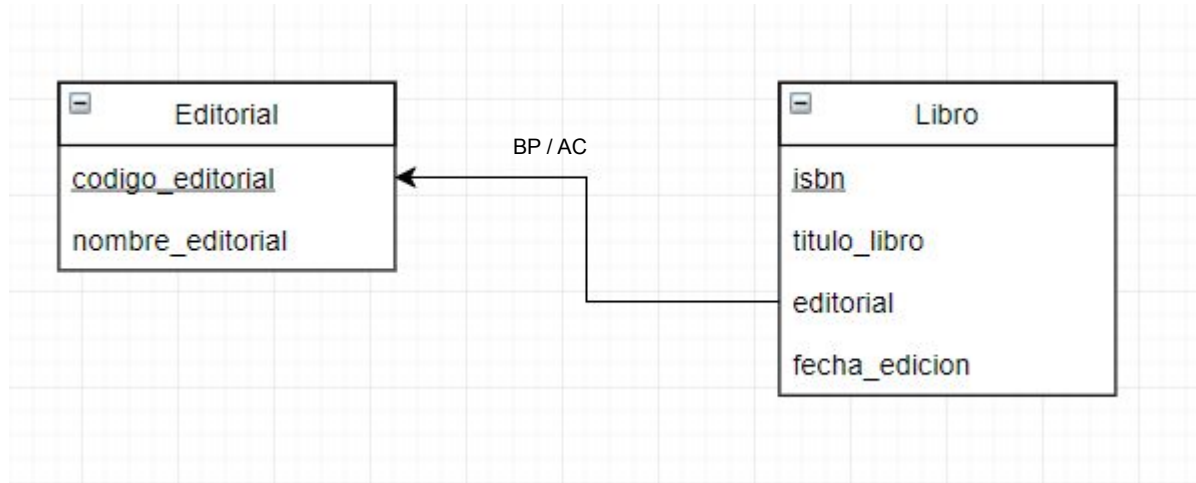 Editorial
codigo_editorial
nombre_editorial
BP / AC
Libro
isbn
titulo_libro
editorial
fecha_edicion